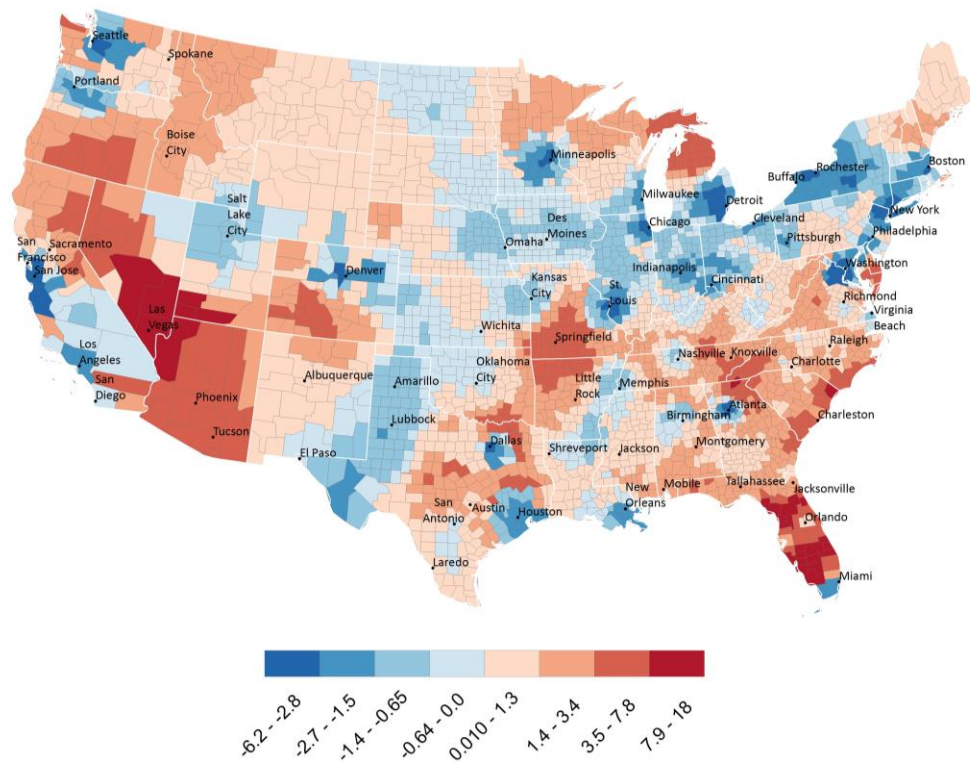 Seattle
Spokane
Portland
Boise
City
Minneapolis
Buffalo
Rochester
Boston
Milwaukee
Detroit
New York
Salt
Lake
City
Des
Moines
Omaha
Chicago
Cleveland
Pittsburgh
Philadelphia
San
Francisco
Sacramento
San Jose
Denver
Kansas
City
Indianapolis
Cincinnati
Washington
St.
Louis
Richmond
Virginia
Beach
Las
Vegas
Wichita
Springfield
Raleigh
Los
Angeles
Albuquerque
Oklahoma
City
Amarillo
Nashville
Knoxville
Charlotte
San
Diego
Phoenix
Little
Rock
Memphis
Atlanta
Birmingham
Charleston
Tucson
Lubbock
El Paso
Dallas
Shreveport
Jackson
Montgomery
San
Antonio
Austin
Houston
New
Orleans
Mobile
Tallahassee
Jacksonville
Orlando
Laredo
Miami
-6.2 - -2.8
-2.7 - -1.5
-1.4 - -0.65
-0.64 - 0.0
0.010 - 1.3
1.4 - 3.4
3.5 - 7.8
7.9 - 18